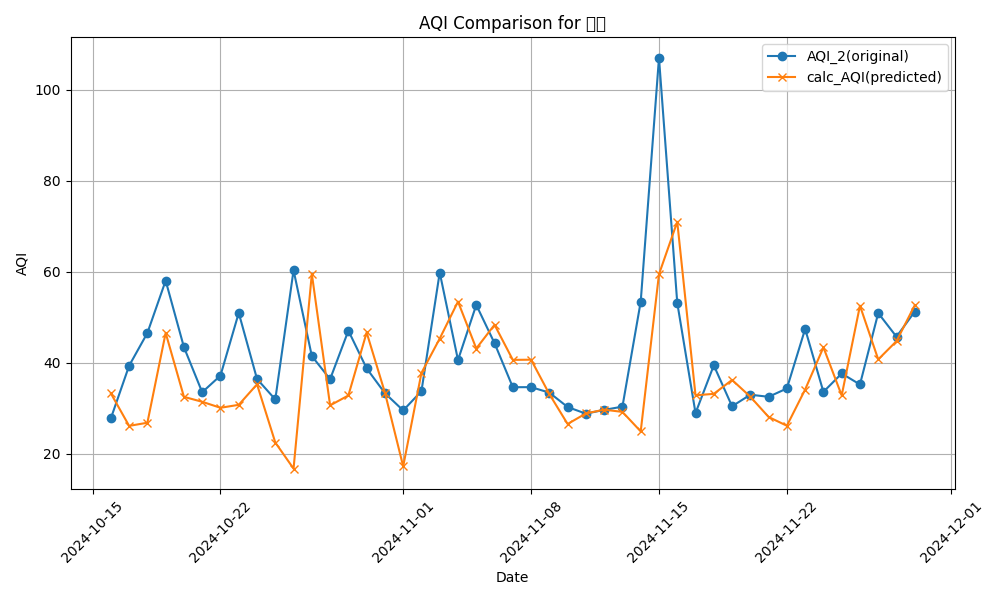 AQI Comparison for
AQI_2(original)
calc_AQI(predicted)
AQI
100
80
60
40
20
2024-10-15
2024-10-22
2024-11-01
2024-11-08
2024-11-15
2024-11-22
2024-12-01
Date